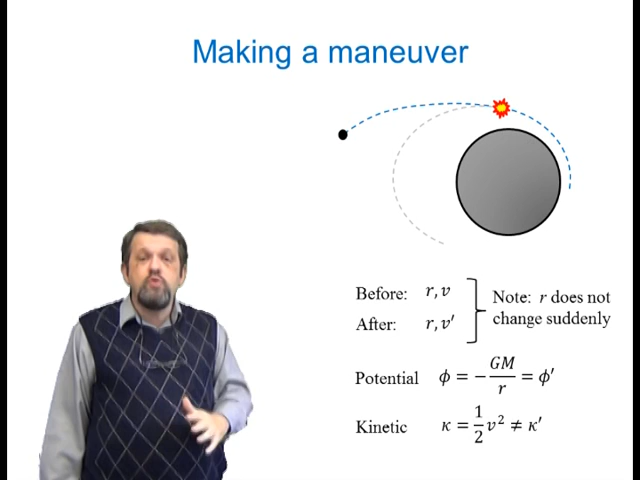 Making a maneuver
Before: r, v
After: r, v′
Note: r does not
change suddenly
Potential ϕ = −GM/r = ϕ′
Kinetic κ = 1/2 v² ≠ κ′